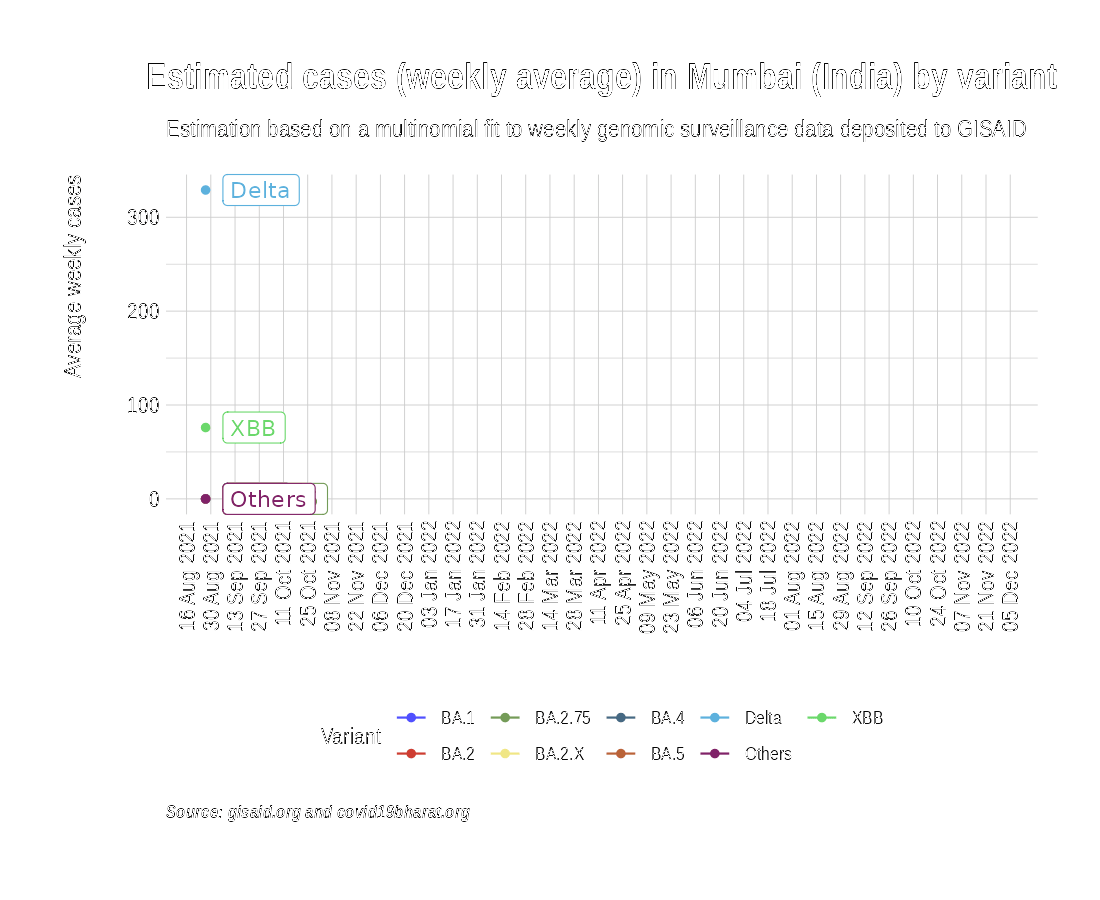 Estimated cases (weekly average) in Mumbai (India) by variant
Estimation based on a multinomial fit to weekly genomic surveillance data deposited to GISAID
Average weekly cases
300
200
100
0
Delta
XBB
Others
16 Aug 2021
30 Aug 2021
13 Sep 2021
27 Sep 2021
11 Oct 2021
25 Oct 2021
08 Nov 2021
22 Nov 2021
06 Dec 2021
20 Dec 2021
03 Jan 2022
17 Jan 2022
31 Jan 2022
14 Feb 2022
28 Feb 2022
14 Mar 2022
28 Mar 2022
11 Apr 2022
25 Apr 2022
09 May 2022
23 May 2022
06 Jun 2022
20 Jun 2022
04 Jul 2022
18 Jul 2022
01 Aug 2022
15 Aug 2022
29 Aug 2022
12 Sep 2022
26 Sep 2022
10 Oct 2022
24 Oct 2022
07 Nov 2022
21 Nov 2022
05 Dec 2022
Variant
BA.1 BA.2.75 BA.4 Delta XBB
BA.2 BA.2.X BA.5 Others
Source: gisaid.org and covid19bharat.org